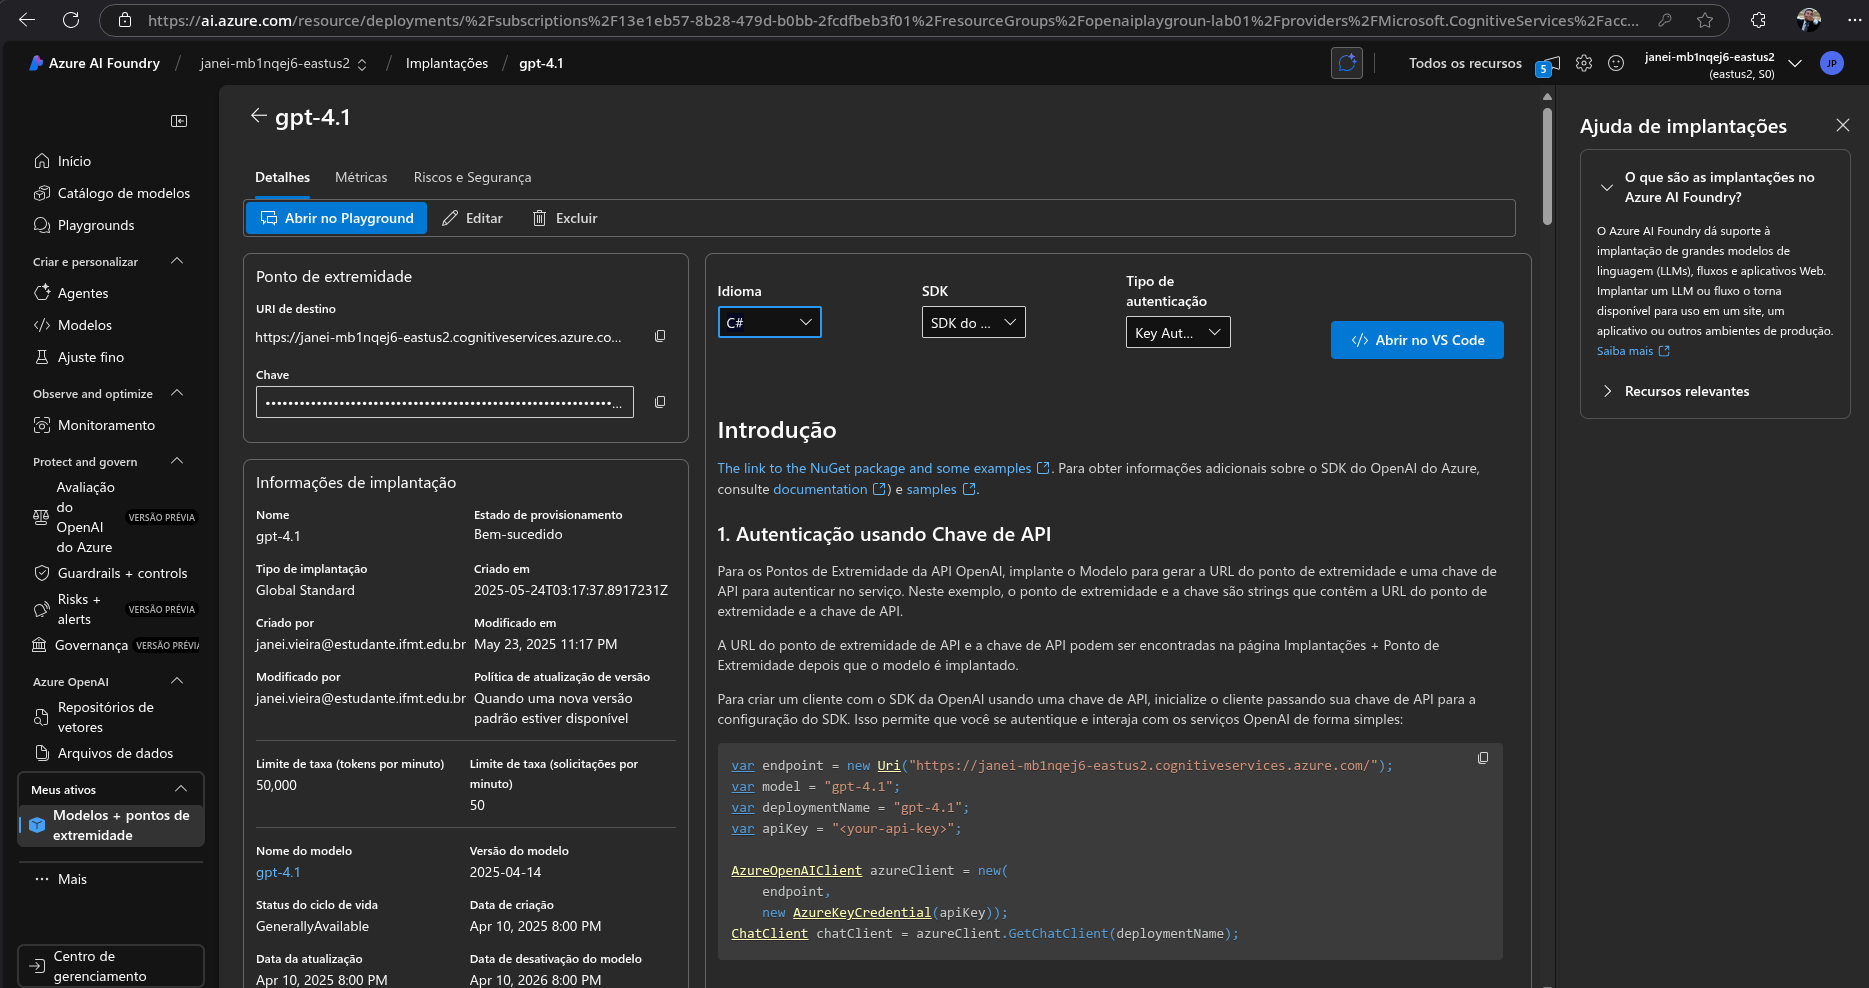 https://ai.azure.com/resource/deployments/%2Fsubscriptions%2F13e1eb57-8b28-479d-b0bb-2fcdfbeb3f01%2FresourceGroups%2Fopenaiplaygroun-lab01%2Fproviders%2FMicrosoft.CognitiveServices%2Facc...
Azure AI Foundry / janei-mb1nqej6-eastus2 / Implantações / gpt-4.1
Todos os recursos
5
janei-mb1nqej6-eastus2
(eastus2, S0)
JP
Início
Catálogo de modelos
Playgrounds
Criar e personalizar
Agentes
Modelos
Ajuste fino
Observe and optimize
Monitoramento
Protect and govern
Avaliação
do
OpenAI
do Azure
VERSÃO PRÉVIA
Guardrails + controls
Risks +
alerts
VERSÃO PRÉVIA
Governança VERSÃO PRÉVIA
Azure OpenAI
Repositórios de
vetores
Arquivos de dados
Meus ativos
Modelos + pontos de
extremidade
Mais
Centro de
gerenciamento
gpt-4.1
Detalhes
Métricas
Riscos e Segurança
Abrir no Playground
Editar
Excluir
Ponto de extremidade
URI de destino
https://janei-mb1nqej6-eastus2.cognitiveservices.azure.co...
Chave
Informações de implantação
Nome
gpt-4.1
Estado de provisionamento
Bem-sucedido
Tipo de implantação
Global Standard
Criado em
2025-05-24T03:17:37.8917231Z
Criado por
janei.vieira@estudante.ifmt.edu.br
Modificado em
May 23, 2025 11:17 PM
Modificado por
janei.vieira@estudante.ifmt.edu.br
Política de atualização de versão
Quando uma nova versão
padrão estiver disponível
Limite de taxa (tokens por minuto)
50,000
Limite de taxa (solicitações por
minuto)
50
Nome do modelo
gpt-4.1
Versão do modelo
2025-04-14
Status do ciclo de vida
GenerallyAvailable
Data de criação
Apr 10, 2025 8:00 PM
Data da atualização
Apr 10, 2025 8:00 PM
Data de desativação do modelo
Apr 10, 2026 8:00 PM
Idioma
C#
SDK
SDK do ...
Tipo de
autenticação
Key Aut...
Abrir no VS Code
Introdução
The link to the NuGet package and some examples . Para obter informações adicionais sobre o SDK do OpenAI do Azure,
consulte documentation ) e samples .
1. Autenticação usando Chave de API
Para os Pontos de Extremidade da API OpenAI, implante o Modelo para gerar a URL do ponto de extremidade e uma chave de
API para autenticar no serviço. Neste exemplo, o ponto de extremidade e a chave são strings que contêm a URL do ponto de
extremidade e a chave de API.
A URL do ponto de extremidade de API e a chave de API podem ser encontradas na página Implantações + Ponto de
Extremidade depois que o modelo é implantado.
Para criar um cliente com o SDK da OpenAI usando uma chave de API, inicialize o cliente passando sua chave de API para a
configuração do SDK. Isso permite que você se autentique e interaja com os serviços OpenAI de forma simples:
var endpoint = new Uri("https://janei-mb1nqej6-eastus2.cognitiveservices.azure.com/");
var model = "gpt-4.1";
var deploymentName = "gpt-4.1";
var apiKey = "<your-api-key>";
AzureOpenAIClient azureClient = new(
endpoint,
new AzureKeyCredential(apiKey));
ChatClient chatClient = azureClient.GetChatClient(deploymentName);
Ajuda de implantações
O que são as implantações no
Azure AI Foundry?
O Azure AI Foundry dá suporte à
implantação de grandes modelos de
linguagem (LLMs), fluxos e aplicativos Web.
Implantar um LLM ou fluxo o torna
disponível para uso em um site, um
aplicativo ou outros ambientes de produção.
Saiba mais
Recursos relevantes